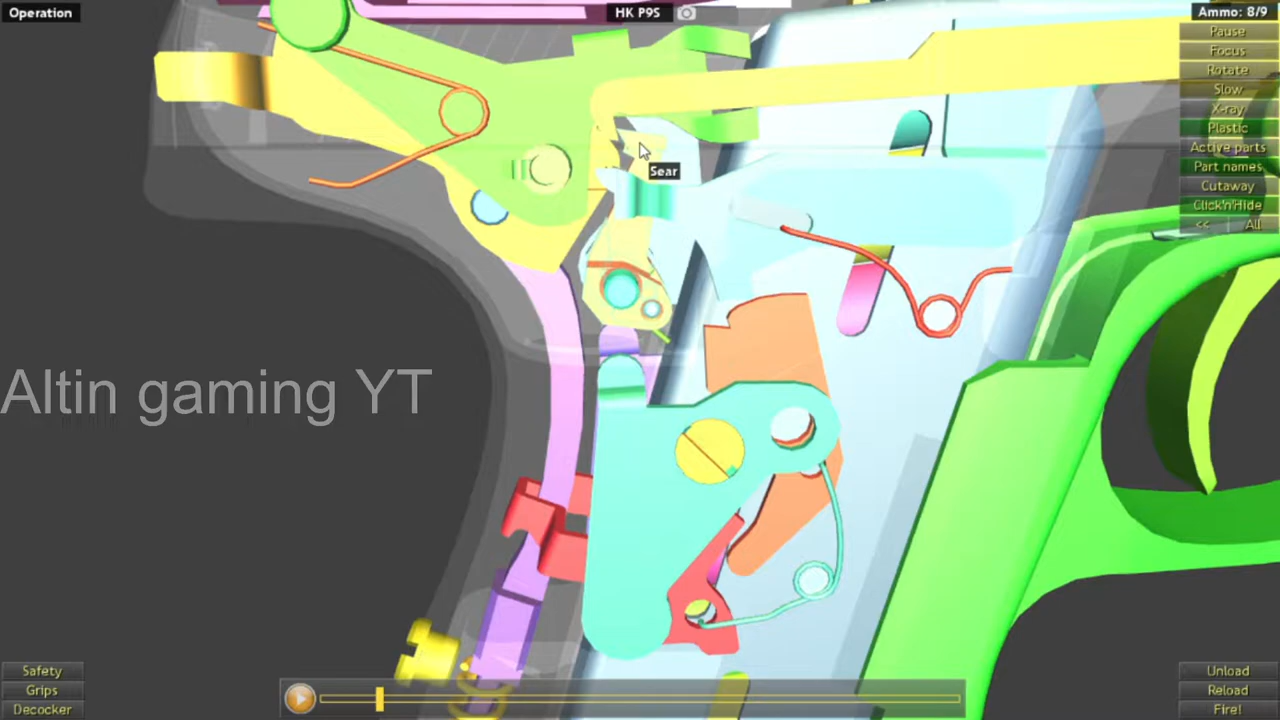 Operation
HK P9S
Ammo: 8/9
Pause
Focus
Rotate
Slow
X-ray
Plastic
Active parts
Part names
Cutaway
Click'n'Hide
<< All
Sear
Altin gaming YT
Safety
Grips
Decocker
Unload
Reload
Fire!